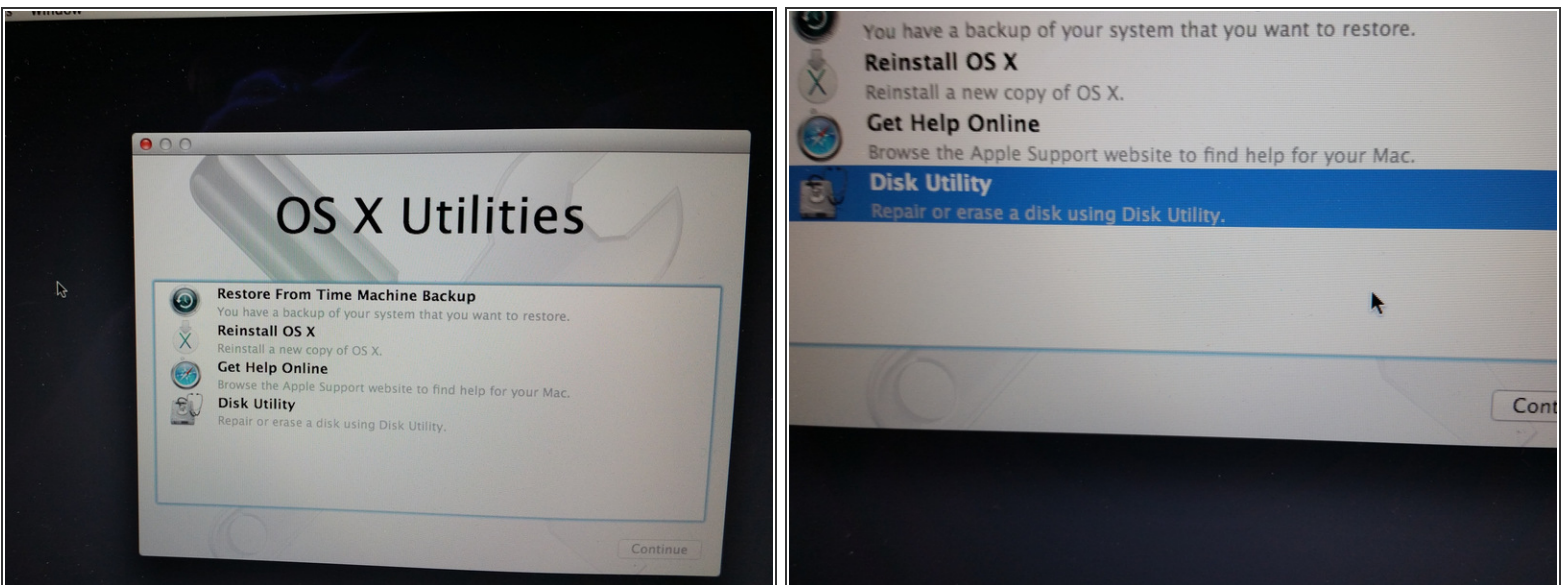 Window
OS X Utilities
Restore From Time Machine Backup
You have a backup of your system that you want to restore.
Reinstall OS X
Reinstall a new copy of OS X.
Get Help Online
Browse the Apple Support website to find help for your Mac.
Disk Utility
Repair or erase a disk using Disk Utility.
Continue
You have a backup of your system that you want to restore.
Reinstall OS X
Reinstall a new copy of OS X.
Get Help Online
Browse the Apple Support website to find help for your Mac.
Disk Utility
Repair or erase a disk using Disk Utility.
Cont